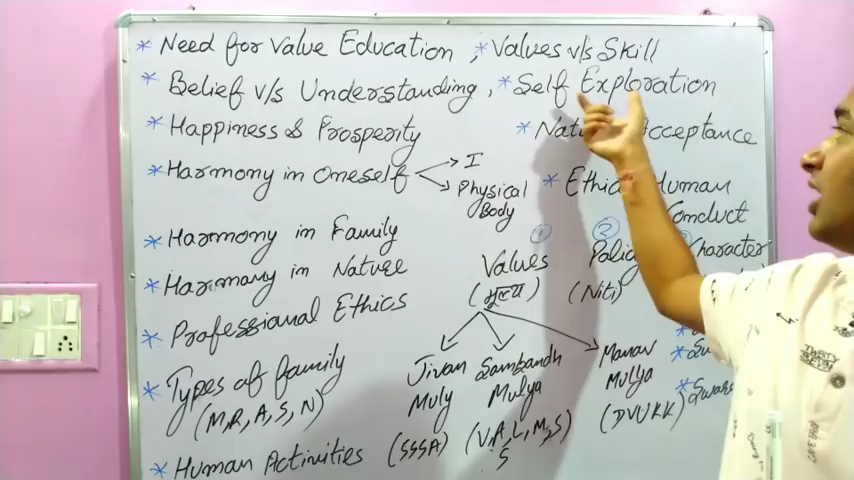 * Need for Value Education, * Values v/s Skill
* Belief v/s Understanding, * Self Exploration
* Happiness & Prosperity * Acceptance
* Harmony in Oneself I
Physical Body
* Human
Conduct
* Harmony in Family
* Harmony in Nature
* Professional Ethics
* Types of family
(M, R, A, S, N)
* Human Activities
① ②
Values Character
(मूल्य) (Niti)
Jivan Muly
(SSSA)
Sambandh Mulya
(V, A, L, M, S, S)
Manav Mulya
(DVUKK)